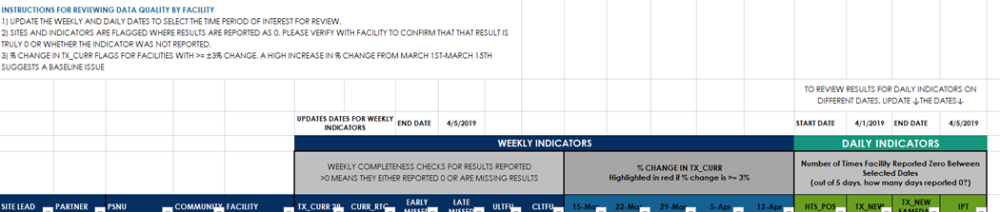 INSTRUCTIONS FOR REVIEWING DATA QUALITY BY FACILITY
1) UPDATE THE WEEKLY AND DAILY DATES TO SELECT THE TIME PERIOD OF INTEREST FOR REVIEW.
2) SITES AND INDICATORS ARE FLAGGED WHERE RESULTS ARE REPORTED AS 0. PLEASE VERIFY WITH FACILITY TO CONFIRM THAT THAT RESULT IS
TRULY 0 OR WHETHER THE INDICATOR WAS NOT REPORTED.
3) % CHANGE IN TX_CURR FLAGS FOR FACILITIES WITH >= ±3% CHANGE. A HIGH INCREASE IN % CHANGE FROM MARCH 1ST-MARCH 15TH
SUGGESTS A BASELINE ISSUE
TO REVIEW RESULTS FOR DAILY INDICATORS ON
DIFFERENT DATES, UPDATE ↓THE DATES↓
UPDATES DATES FOR WEEKLY
INDICATORS
END DATE 4/5/2019
START DATE 4/1/2019 END DATE 4/5/2019
WEEKLY INDICATORS
DAILY INDICATORS
WEEKLY COMPLETENESS CHECKS FOR RESULTS REPORTED
>0 MEANS THEY EITHER REPORTED 0 OR ARE MISSING RESULTS
% CHANGE IN TX_CURR
Highlighted in red if % change is >= 3%
Number of Times Facility Reported Zero Between
Selected Dates
(out of 5 days, how many days reported 0?)
SITE LEAD PARTNER PSNU COMMUNITY FACILITY TX_CURR CURR_RTC EARLY LATE ULTFU CLTFU 15-Mar 22-Mar 29-Mar 5-Apr 12-Apr HTS_POS TX_NEW TX_NEW IPT